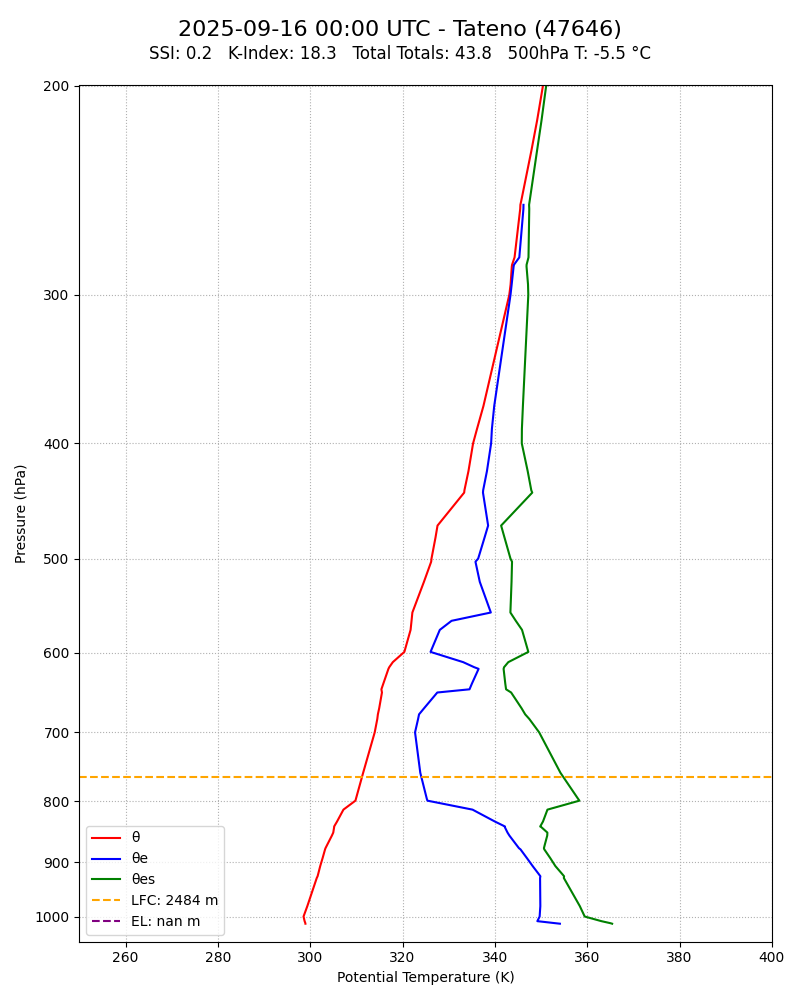 2025-09-16 00:00 UTC - Tateno (47646)
SSI: 0.2   K-Index: 18.3   Total Totals: 43.8   500hPa T: -5.5 °C
200
300
400
500
600
700
800
900
1000
Pressure (hPa)
θ
θe
θes
LFC: 2484 m
EL: nan m
260
280
300
320
340
360
380
400
Potential Temperature (K)